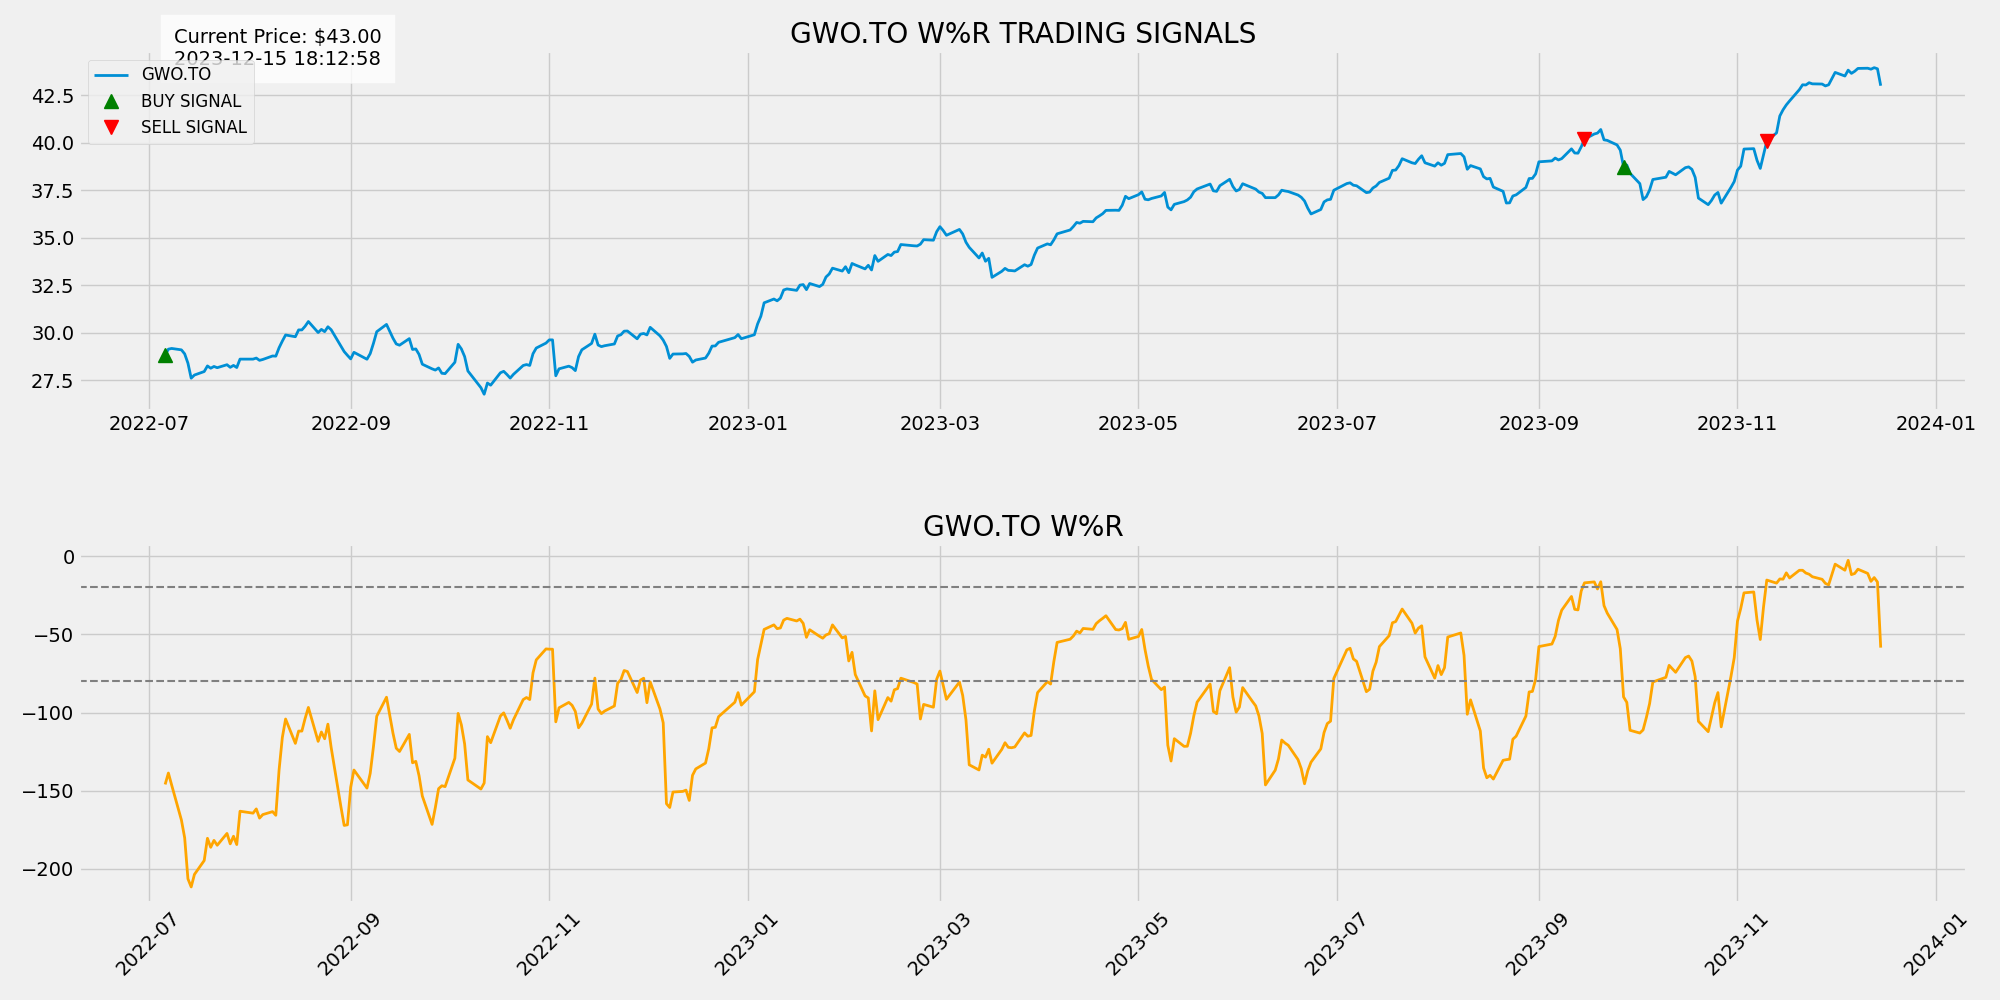 GWO.TO W%R TRADING SIGNALS
Current Price: $43.00
2023-12-15 18:12:58
GWO.TO
BUY SIGNAL
SELL SIGNAL
42.5
40.0
37.5
35.0
32.5
30.0
27.5
2022-07 2022-09 2022-11 2023-01 2023-03 2023-05 2023-07 2023-09 2023-11 2024-01
GWO.TO W%R
0
−50
−100
−150
−200
2022-07 2022-09 2022-11 2023-01 2023-03 2023-05 2023-07 2023-09 2023-11 2024-01